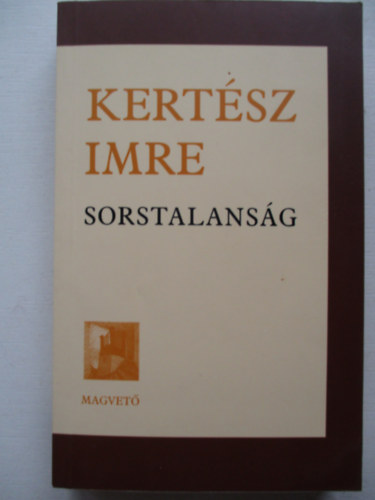 KERTÉSZ
IMRE
SORSTALANSÁG
MAGVETŐ